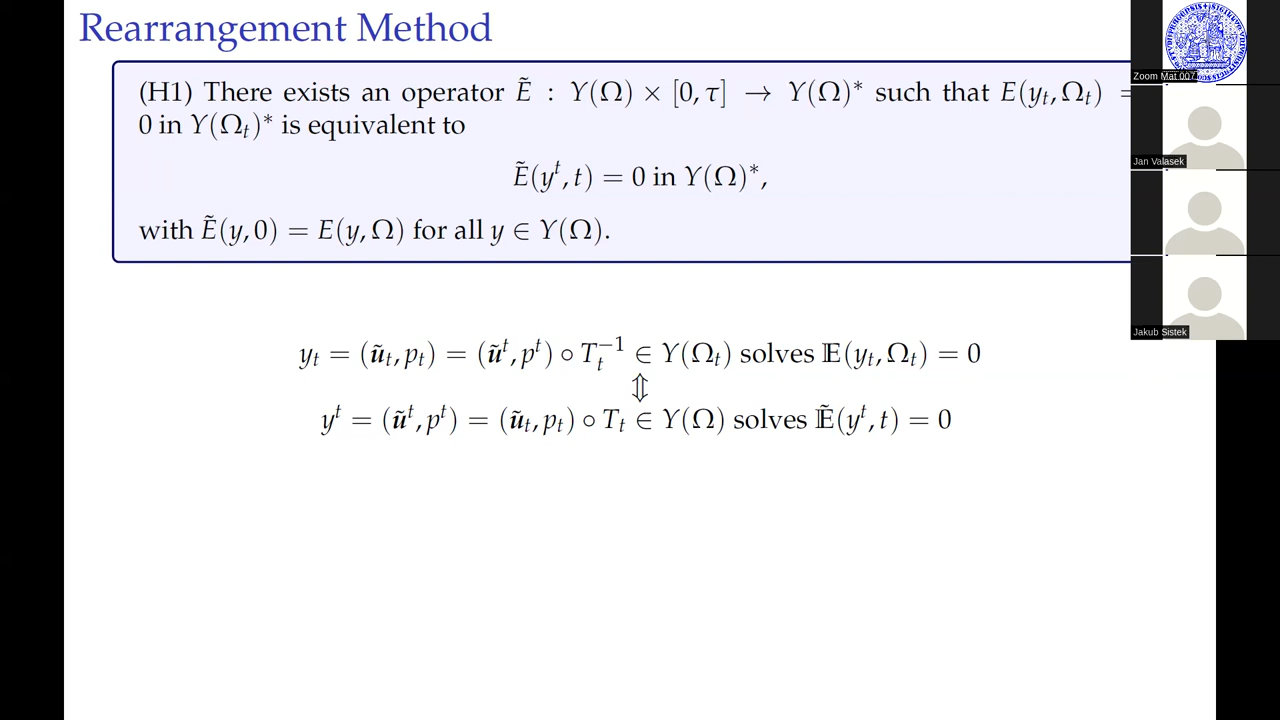 Rearrangement Method
(H1) There exists an operator Ẽ : Y(Ω) × [0, τ] → Y(Ω)* such that E(y_t, Ω_t) =
0 in Y(Ω_t)* is equivalent to
Ẽ(y^t, t) = 0 in Y(Ω)*,
with Ẽ(y, 0) = E(y, Ω) for all y ∈ Y(Ω).
y_t = (ũ_t, p_t) = (ũ^t, p^t) ∘ T_t^{-1} ∈ Y(Ω_t) solves 𝔼(y_t, Ω_t) = 0
⇕
y^t = (ũ^t, p^t) = (ũ_t, p_t) ∘ T_t ∈ Y(Ω) solves 𝔼̃(y^t, t) = 0
Zoom Mat 007
Jan Valasek
Jakub Sistek